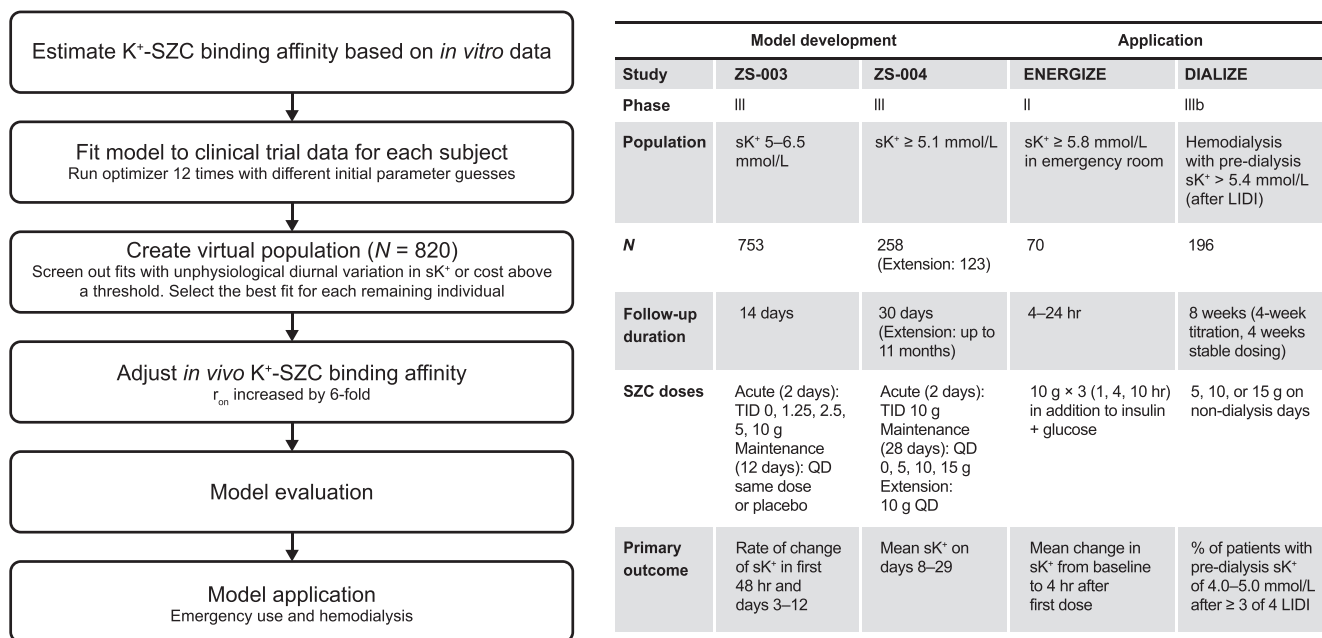 Estimate K⁺-SZC binding affinity based on in vitro data
Fit model to clinical trial data for each subject
Run optimizer 12 times with different initial parameter guesses
Create virtual population (N = 820)
Screen out fits with unphysiological diurnal variation in sK⁺ or cost above
a threshold. Select the best fit for each remaining individual
Adjust in vivo K⁺-SZC binding affinity
r_on increased by 6-fold
Model evaluation
Model application
Emergency use and hemodialysis
Model development
Application
Study
ZS-003
ZS-004
ENERGIZE
DIALIZE
Phase
III
III
II
IIIb
Population
sK⁺ 5–6.5
mmol/L
sK⁺ ≥ 5.1 mmol/L
sK⁺ ≥ 5.8 mmol/L
in emergency room
Hemodialysis
with pre-dialysis
sK⁺ > 5.4 mmol/L
(after LIDI)
N
753
258
(Extension: 123)
70
196
Follow-up
duration
14 days
30 days
(Extension: up to
11 months)
4–24 hr
8 weeks (4-week
titration, 4 weeks
stable dosing)
SZC doses
Acute (2 days):
TID 0, 1.25, 2.5,
5, 10 g
Maintenance
(12 days): QD
same dose
or placebo
Acute (2 days):
TID 10 g
Maintenance
(28 days): QD
0, 5, 10, 15 g
Extension:
10 g QD
10 g × 3 (1, 4, 10 hr)
in addition to insulin
+ glucose
5, 10, or 15 g on
non-dialysis days
Primary
outcome
Rate of change
of sK⁺ in first
48 hr and
days 3–12
Mean sK⁺ on
days 8–29
Mean change in
sK⁺ from baseline
to 4 hr after
first dose
% of patients with
pre-dialysis sK⁺
of 4.0–5.0 mmol/L
after ≥ 3 of 4 LIDI